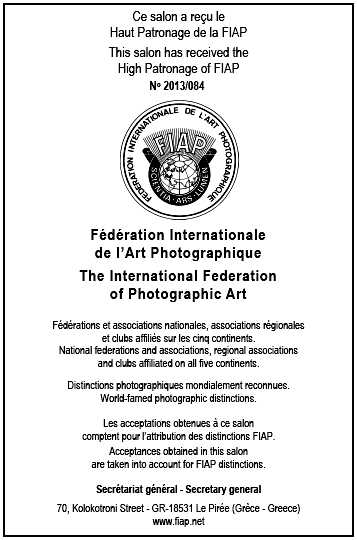 Ce salon a reçu le
Haut Patronage de la FIAP
This salon has received the
High Patronage of FIAP
Nº 2013/084
FÉDÉRATION INTERNATIONALE DE L'ART PHOTOGRAPHIQUE
FIAP
SCIENTIA - ARS - LUMEN
Fédération Internationale
de l'Art Photographique
The International Federation
of Photographic Art
Fédérations et associations nationales, associations régionales
et clubs affiliés sur les cinq continents.
National federations and associations, regional associations
and clubs affiliated on all five continents.
Distinctions photographiques mondialement reconnues.
World-famed photographic distinctions.
Les acceptations obtenues à ce salon
comptent pour l'attribution des distinctions FIAP.
Acceptances obtained in this salon
are taken into account for FIAP distinctions.
Secrétariat général - Secretary general
70, Kolokotroni Street - GR-18531 Le Pirée (Grèce - Greece)
www.fiap.net